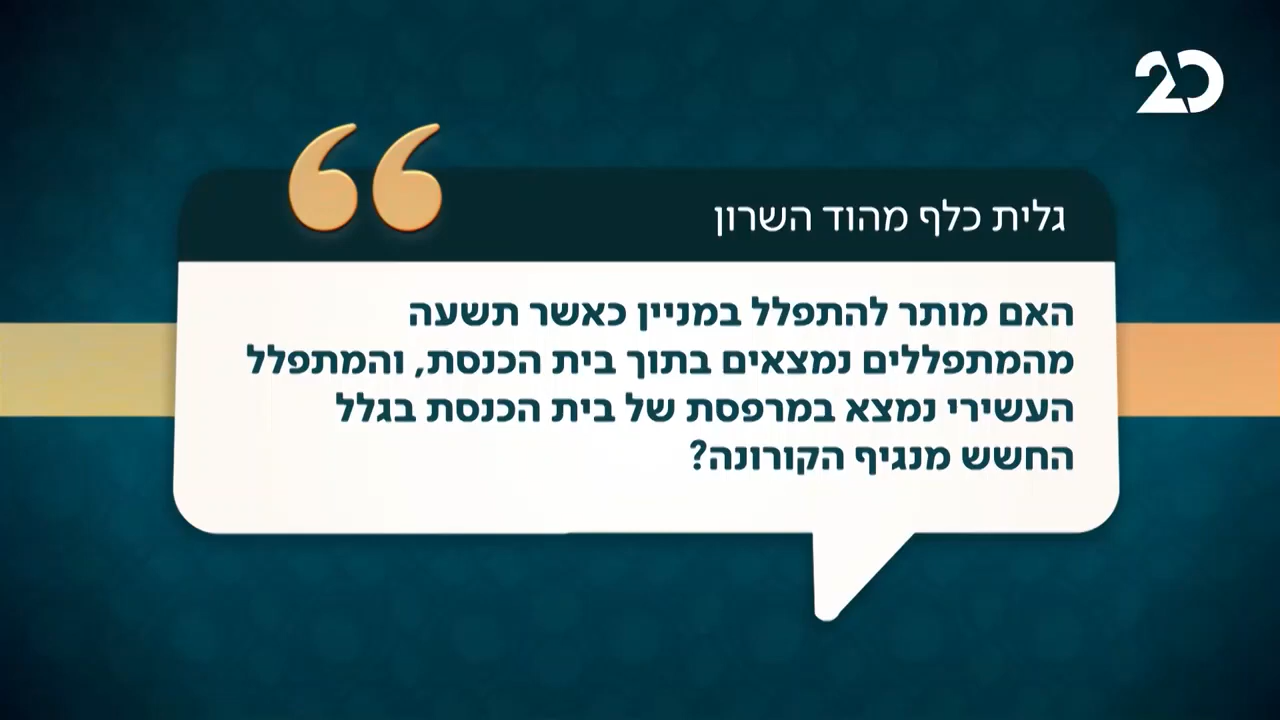 20
גלית כלף מהוד השרון
האם מותר להתפלל במניין כאשר תשעה
מהמתפללים נמצאים בתוך בית הכנסת, והמתפלל
העשירי נמצא במרפסת של בית הכנסת בגלל
החשש מנגיף הקורונה?